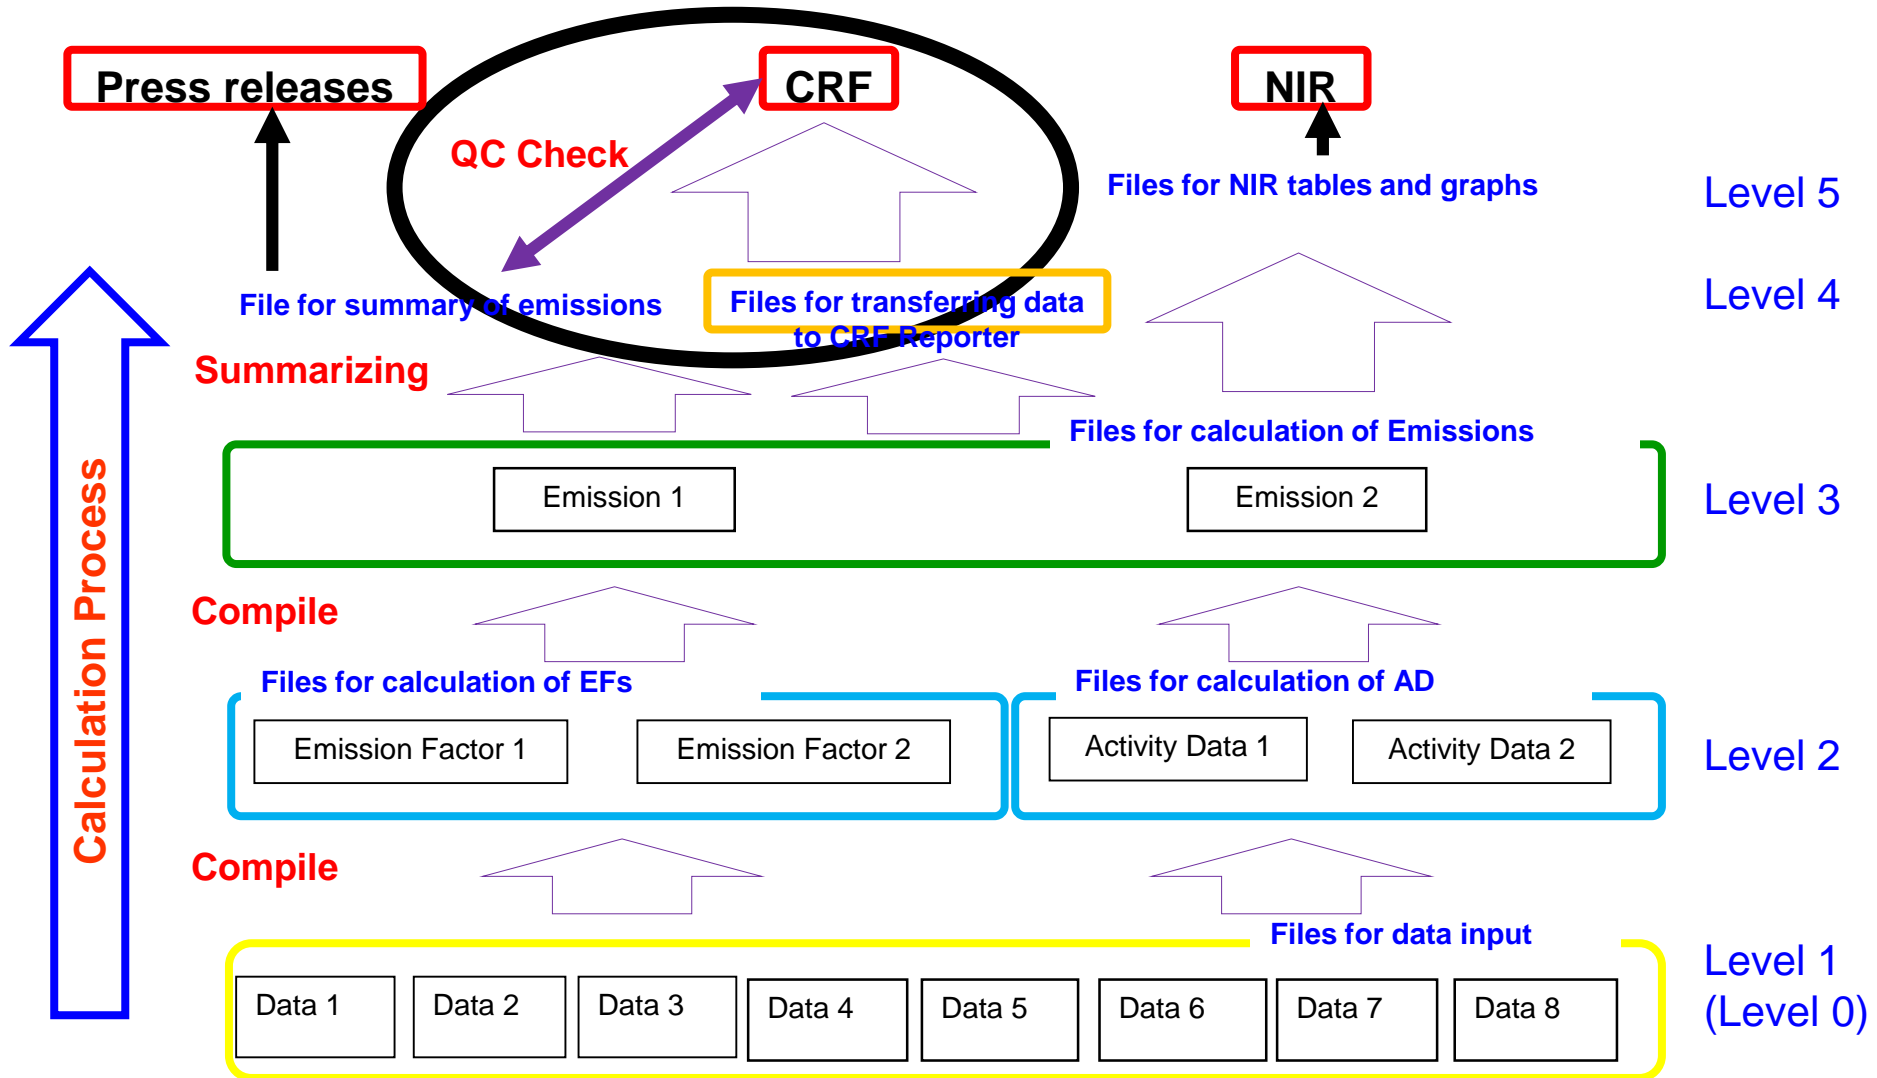 Press releases
CRF
NIR
QC Check
Files for NIR tables and graphs
Level 5
File for summary of emissions
Files for transferring data
to CRF Reporter
Level 4
Summarizing
Files for calculation of Emissions
Emission 1
Emission 2
Level 3
Calculation Process
Compile
Files for calculation of EFs
Files for calculation of AD
Emission Factor 1
Emission Factor 2
Activity Data 1
Activity Data 2
Level 2
Compile
Files for data input
Level 1
(Level 0)
Data 1
Data 2
Data 3
Data 4
Data 5
Data 6
Data 7
Data 8